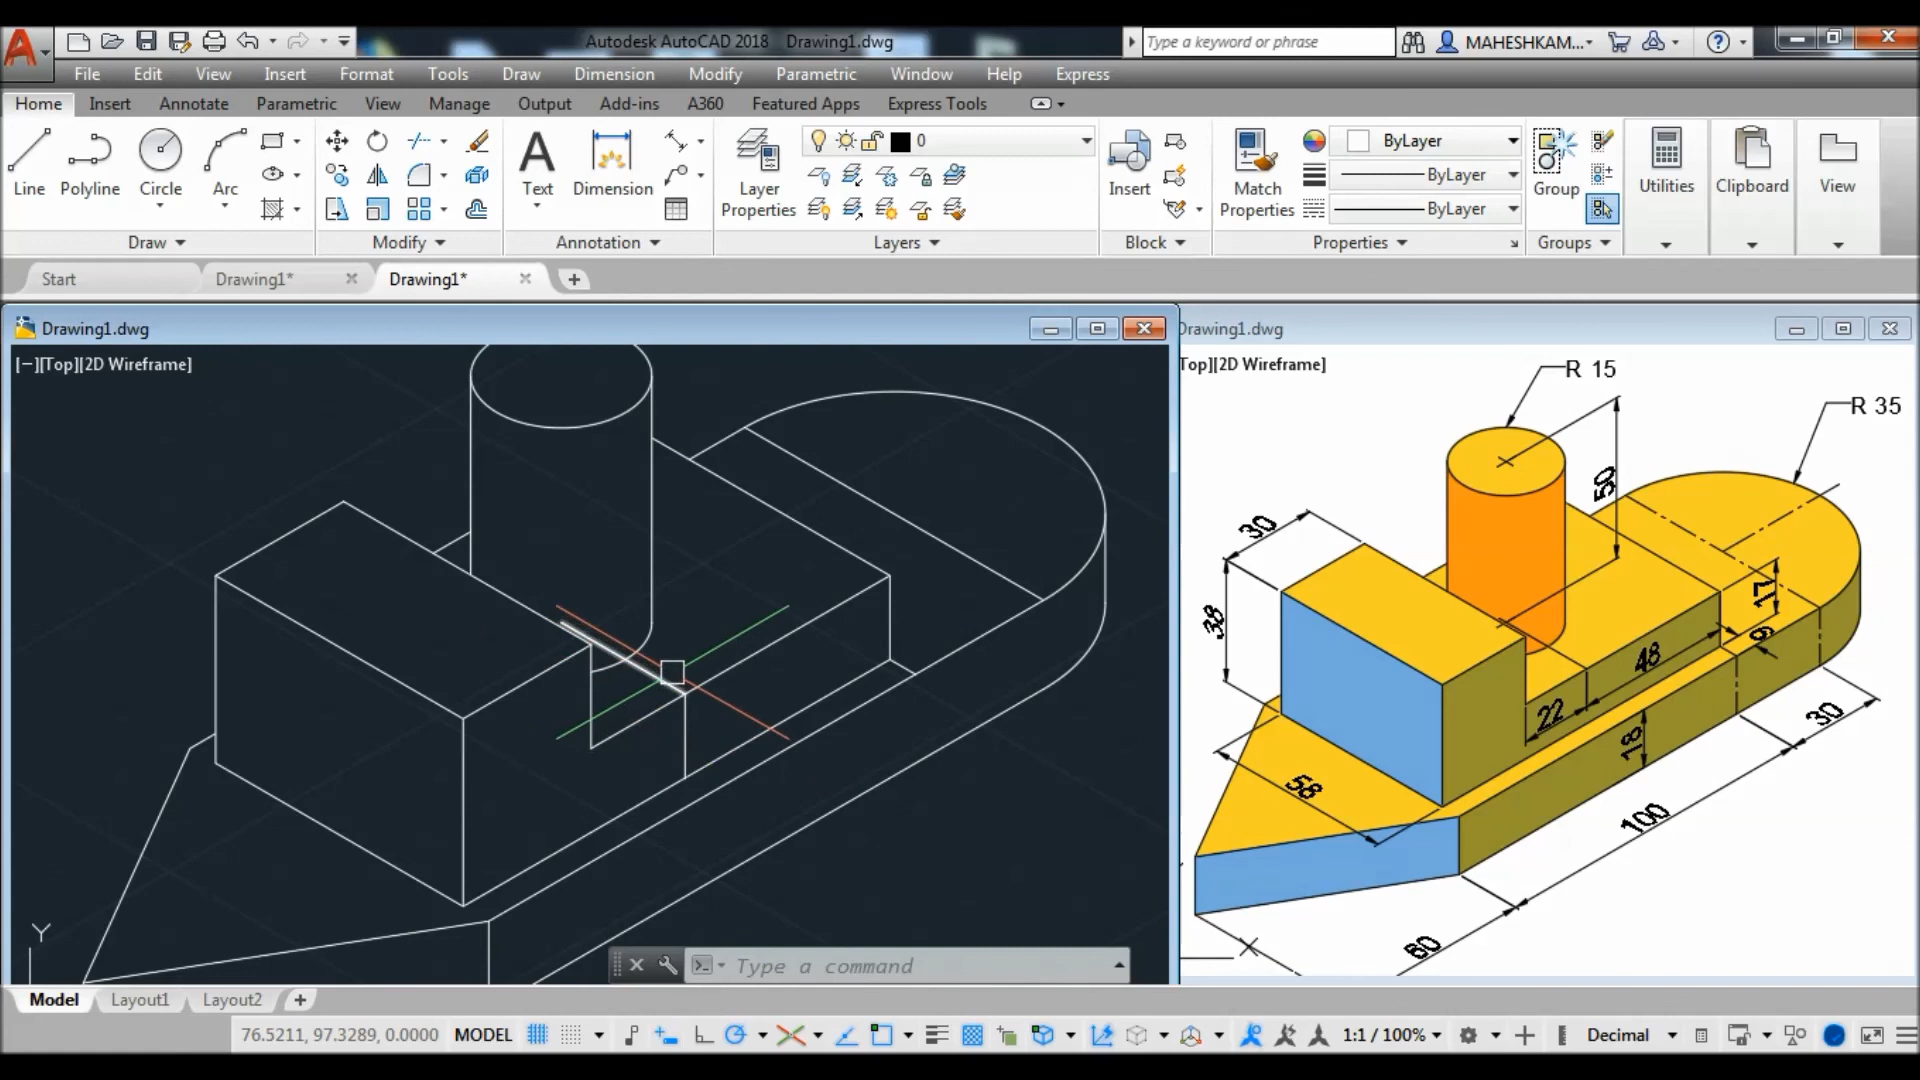 Autodesk AutoCAD 2018 Drawing1.dwg
Type a keyword or phrase
MAHESHKAM...
File Edit View Insert Format Tools Draw Dimension Modify Parametric Window Help Express
Home Insert Annotate Parametric View Manage Output Add-ins A360 Featured Apps Express Tools
0
ByLayer
ByLayer
ByLayer
Line Polyline Circle Arc
Text Dimension
Layer Properties
Insert
Match Properties
Group
Utilities Clipboard View
Draw Modify Annotation Layers Block Properties Groups
Start Drawing1* Drawing1*
Drawing1.dwg
Drawing1.dwg
[−][Top][2D Wireframe]
Top][2D Wireframe]
R 15
R 35
50
30
38
17
9
48
22
18
30
58
100
60
Y
Type a command
Model Layout1 Layout2
76.5211, 97.3289, 0.0000 MODEL 1:1 / 100% Decimal